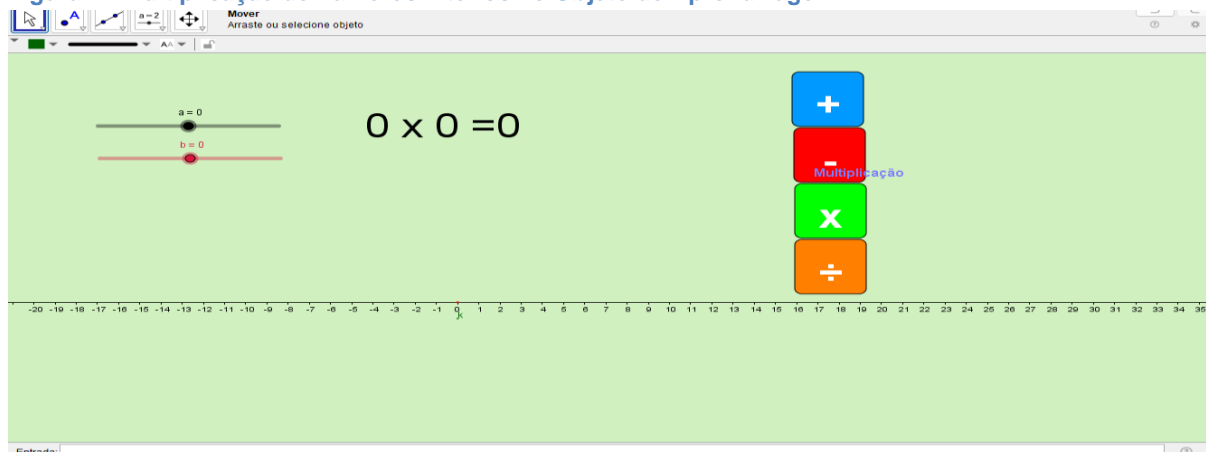 a = 2
Mover
Arraste ou selecione objeto
AA
a = 0
b = 0
0 x 0 =0
+
-
Multiplicação
x
÷
-20 -19 -18 -17 -16 -15 -14 -13 -12 -11 -10 -9 -8 -7 -6 -5 -4 -3 -2 -1 0 1 2 3 4 5 6 7 8 9 10 11 12 13 14 15 16 17 18 19 20 21 22 23 24 25 26 27 28 29 30 31 32 33 34 35
Entrada: